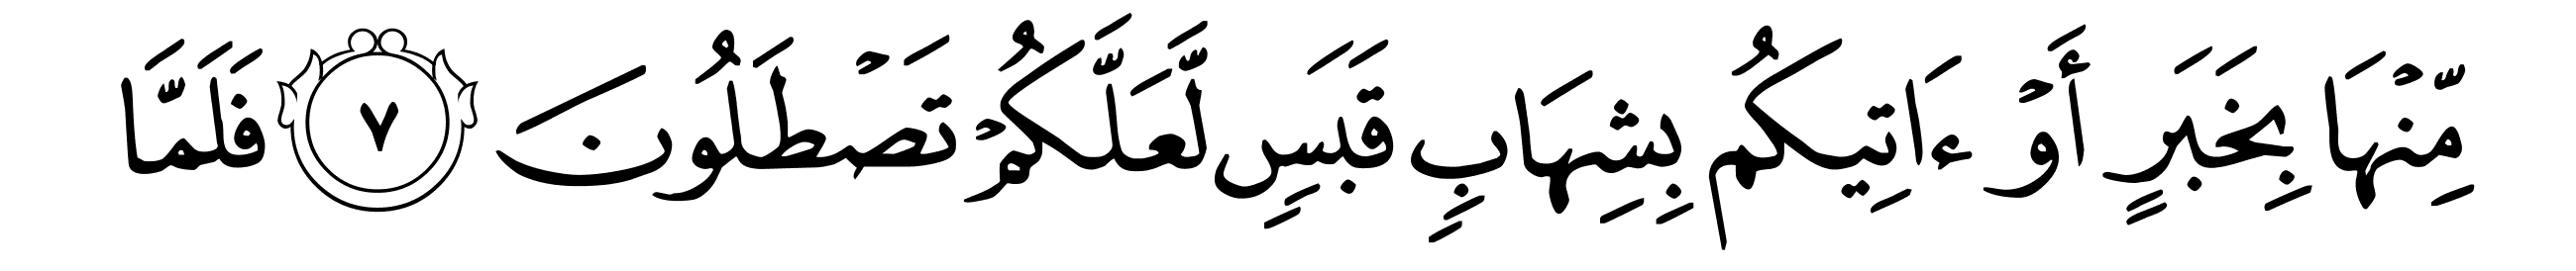 مِّنۡهَا بِخَبَرٍ أَوۡ ءَاتِيكُم بِشِهَابٖ قَبَسٖ لَّعَلَّكُمۡ تَصۡطَلُونَ ٧ فَلَمَّا